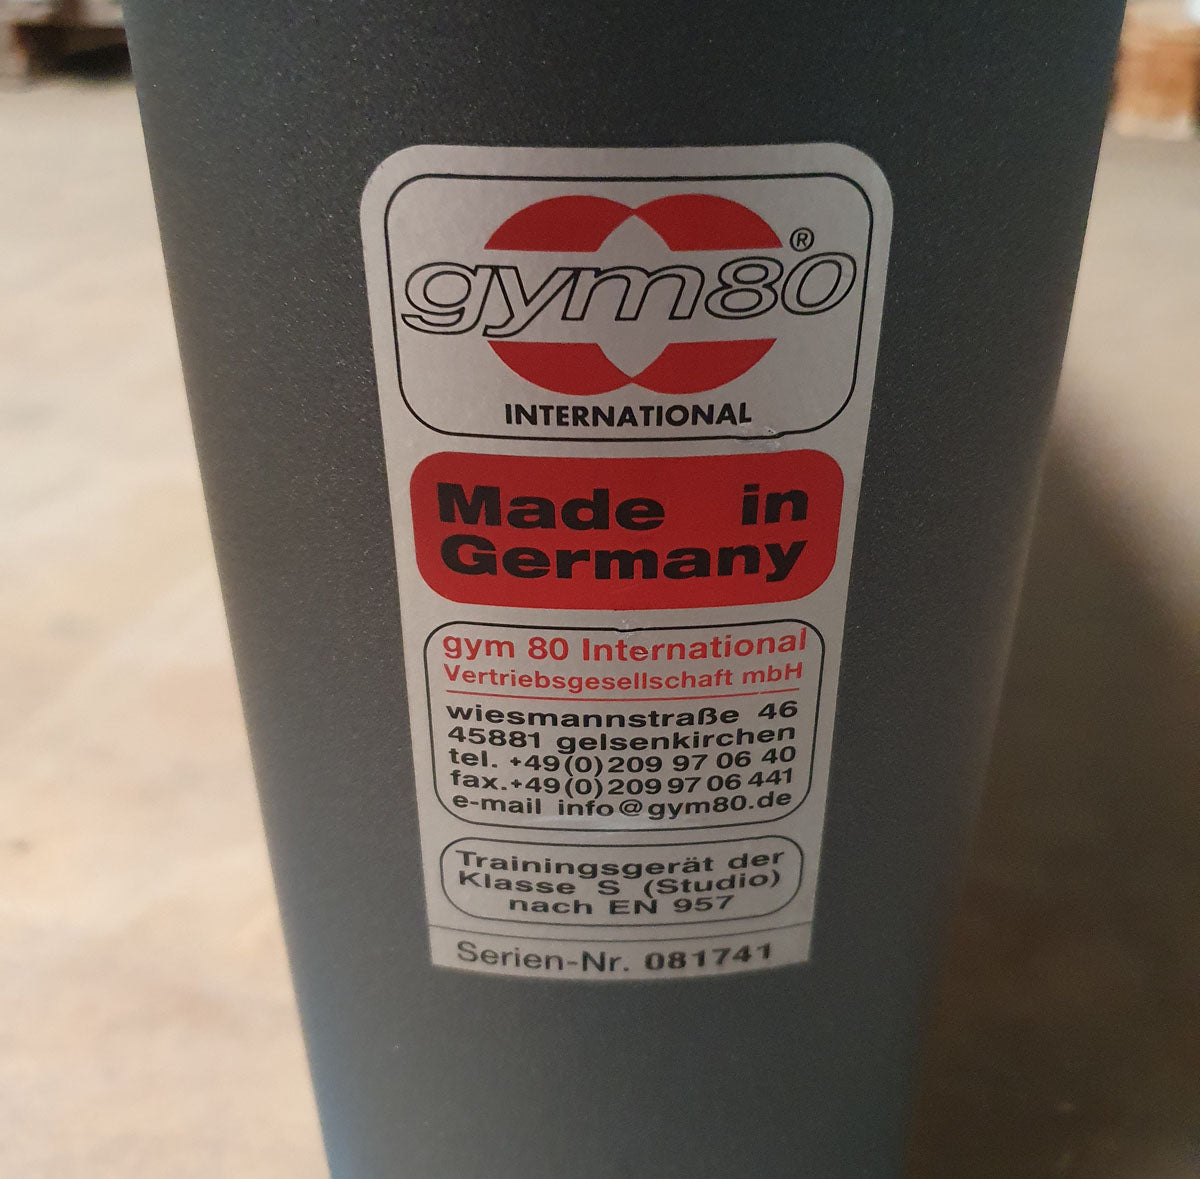 gym80®
INTERNATIONAL
Made in
Germany
gym 80 International
Vertriebsgesellschaft mbH
wiesmannstraße 46
45881 gelsenkirchen
tel. +49(0)209 97 06 40
fax.+49(0)209 97 06 441
e-mail info@gym80.de
Trainingsgerät der
Klasse S (Studio)
nach EN 957
Serien-Nr. 081741